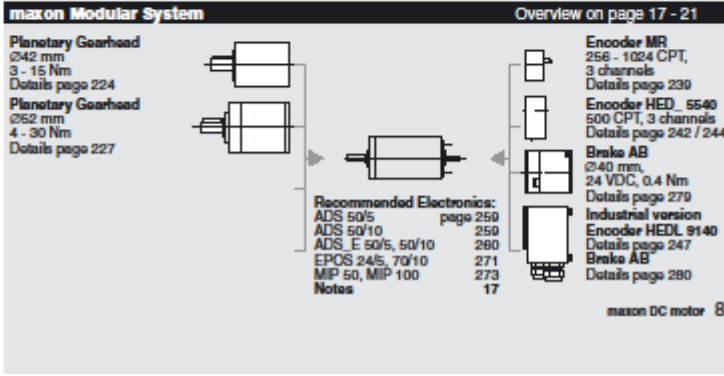 maxon Modular System
Overview on page 17 - 21
Planetary Gearhead
Ø42 mm
3 - 15 Nm
Details page 224
Planetary Gearhead
Ø52 mm
4 - 30 Nm
Details page 227
Recommended Electronics:
ADS 50/5 page 259
ADS 50/10 259
ADS_E 50/5, 50/10 260
EPOS 24/5, 70/10 271
MIP 50, MIP 100 273
Notes 17
Encoder MR
256 - 1024 CPT,
3 channels
Details page 239
Encoder HED_ 5540
500 CPT, 3 channels
Details page 242 / 244
Brake AB
Ø40 mm,
24 VDC, 0.4 Nm
Details page 279
Industrial version
Encoder HEDL 9140
Details page 247
Brake AB
Details page 280
maxon DC motor 8